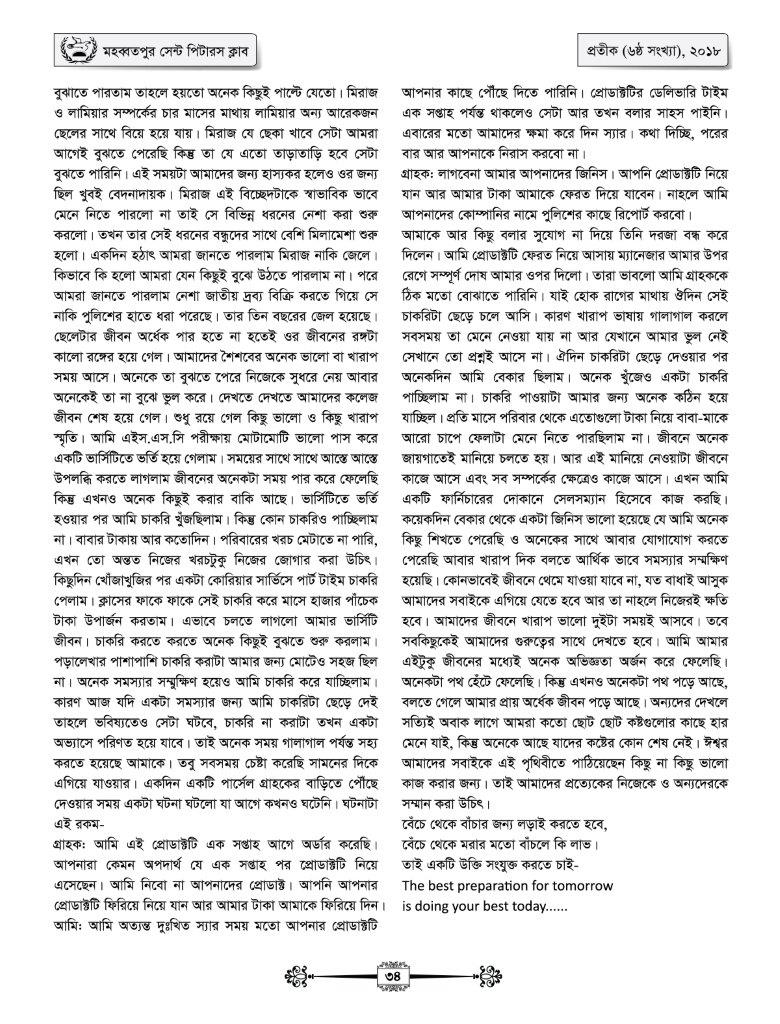 মহব্বতপুর সেন্ট পিটারস ক্লাব
প্রতীক (৬ষ্ঠ সংখ্যা), ২০১৮
বুঝাতে পারতাম তাহলে হয়তো অনেক কিছুই পাল্টে যেতো। মিরাজ
ও লামিয়ার সম্পর্কের চার মাসের মাথায় লামিয়ার অন্য আরেকজন
ছেলের সাথে বিয়ে হয়ে যায়। মিরাজ যে ছেকা খাবে সেটা আমরা
আগেই বুঝতে পেরেছি কিন্তু তা যে এতো তাড়াতাড়ি হবে সেটা
বুঝতে পারিনি। এই সময়টা আমাদের জন্য হাস্যকর হলেও ওর জন্য
ছিল খুবই বেদনাদায়ক। মিরাজ এই বিচ্ছেদটাকে স্বাভাবিক ভাবে
মেনে নিতে পারলো না তাই সে বিভিন্ন ধরনের নেশা করা শুরু
করলো। তখন তার সেই ধরনের বন্ধুদের সাথে বেশি মিলামেশা শুরু
হলো। একদিন হঠাৎ আমরা জানতে পারলাম মিরাজ নাকি জেলে।
কিভাবে কি হলো আমরা যেন কিছুই বুঝে উঠতে পারলাম না। পরে
আমরা জানতে পারলাম নেশা জাতীয় দ্রব্য বিক্রি করতে গিয়ে সে
নাকি পুলিশের হাতে ধরা পরেছে। তার তিন বছরের জেল হয়েছে।
ছেলেটার জীবন অর্ধেক পার হতে না হতেই ওর জীবনের রঙ্গটা
কালো রঙ্গের হয়ে গেল। আমাদের শৈশবের অনেক ভালো বা খারাপ
সময় আসে। অনেকে তা বুঝতে পেরে নিজেকে সুধরে নেয় আবার
অনেকেই তা না বুঝে ভুল করে। দেখতে দেখতে আমাদের কলেজ
জীবন শেষ হয়ে গেল। শুধু রয়ে গেল কিছু ভালো ও কিছু খারাপ
স্মৃতি। আমি এইস.এস.সি পরীক্ষায় মোটামোটি ভালো পাস করে
একটি ভার্সিটিতে ভর্তি হয়ে গেলাম। সময়ের সাথে সাথে আস্তে আস্তে
উপলব্ধি করতে লাগলাম জীবনের অনেকটা সময় পার করে ফেলেছি
কিন্তু এখনও অনেক কিছুই করার বাকি আছে। ভার্সিটিতে ভর্তি
হওয়ার পর আমি চাকরি খুঁজছিলাম। কিন্তু কোন চাকরিও পাচ্ছিলাম
না। বাবার টাকায় আর কতোদিন। পরিবারের খরচ মেটাতে না পারি,
এখন তো অন্তত নিজের খরচটুকু নিজের জোগার করা উচিৎ।
কিছুদিন খোঁজাখুজির পর একটা কোরিয়ার সার্ভিসে পার্ট টাইম চাকরি
পেলাম। ক্লাসের ফাকে ফাকে সেই চাকরি করে মাসে হাজার পাঁচেক
টাকা উপার্জন করতাম। এভাবে চলতে লাগলো আমার ভার্সিটি
জীবন। চাকরি করতে করতে অনেক কিছুই বুঝতে শুরু করলাম।
পড়ালেখার পাশাপাশি চাকরি করাটা আমার জন্য মোটেও সহজ ছিল
না। অনেক সমস্যার সম্মুক্ষিণ হয়েও আমি চাকরি করে যাচ্ছিলাম।
কারণ আজ যদি একটা সমস্যার জন্য আমি চাকরিটা ছেড়ে দেই
তাহলে ভবিষ্যতেও সেটা ঘটবে, চাকরি না করাটা তখন একটা
অভ্যাসে পরিণত হয়ে যাবে। তাই অনেক সময় গালাগাল পর্যন্ত সহ্য
করতে হয়েছে আমাকে। তবু সবসময় চেষ্টা করেছি সামনের দিকে
এগিয়ে যাওয়ার। একদিন একটি পার্সেল গ্রাহকের বাড়িতে পৌঁছে
দেওয়ার সময় একটা ঘটনা ঘটলো যা আগে কখনও ঘটেনি। ঘটনাটা
এই রকম-
গ্রাহক: আমি এই প্রোডাক্টটি এক সপ্তাহ আগে অর্ডার করেছি।
আপনারা কেমন অপদার্থ যে এক সপ্তাহ পর প্রোডাক্টটি নিয়ে
এসেছেন। আমি নিবো না আপনাদের প্রোডাক্ট। আপনি আপনার
প্রোডাক্টটি ফিরিয়ে নিয়ে যান আর আমার টাকা আমাকে ফিরিয়ে দিন।
আমি: আমি অত্যন্ত দুঃখিত স্যার সময় মতো আপনার প্রোডাক্টটি
আপনার কাছে পৌঁছে দিতে পারিনি। প্রোডাক্টটির ডেলিভারি টাইম
এক সপ্তাহ পর্যন্ত থাকলেও সেটা আর তখন বলার সাহস পাইনি।
এবারের মতো আমাদের ক্ষমা করে দিন স্যার। কথা দিচ্ছি, পরের
বার আর আপনাকে নিরাস করবো না।
গ্রাহক: লাগবেনা আমার আপনাদের জিনিস। আপনি প্রোডাক্টটি নিয়ে
যান আর আমার টাকা আমাকে ফেরত দিয়ে যাবেন। নাহলে আমি
আপনাদের কোম্পানির নামে পুলিশের কাছে রিপোর্ট করবো।
আমাকে আর কিছু বলার সুযোগ না দিয়ে তিনি দরজা বন্ধ করে
দিলেন। আমি প্রোডাক্টটি ফেরত নিয়ে আসায় ম্যানেজার আমার উপর
রেগে সম্পূর্ণ দোষ আমার ওপর দিলো। তারা ভাবলো আমি গ্রাহককে
ঠিক মতো বোঝাতে পারিনি। যাই হোক রাগের মাথায় ঔদিন সেই
চাকরিটা ছেড়ে চলে আসি। কারণ খারাপ ভাষায় গালাগাল করলে
সবসময় তা মেনে নেওয়া যায় না আর যেখানে আমার ভুল নেই
সেখানে তো প্রশ্নই আসে না। ঐদিন চাকরিটা ছেড়ে দেওয়ার পর
অনেকদিন আমি বেকার ছিলাম। অনেক খুঁজেও একটা চাকরি
পাচ্ছিলাম না। চাকরি পাওয়াটা আমার জন্য অনেক কঠিন হয়ে
যাচ্ছিল। প্রতি মাসে পরিবার থেকে এতোগুলো টাকা নিয়ে বাবা-মাকে
আরো চাপে ফেলাটা মেনে নিতে পারছিলাম না। জীবনে অনেক
জায়গাতেই মানিয়ে চলতে হয়। আর এই মানিয়ে নেওয়াটা জীবনে
কাজে আসে এবং সব সম্পর্কের ক্ষেত্রেও কাজে আসে। এখন আমি
একটি ফার্নিচারের দোকানে সেলসম্যান হিসেবে কাজ করছি।
কয়েকদিন বেকার থেকে একটা জিনিস ভালো হয়েছে যে আমি অনেক
কিছু শিখতে পেরেছি ও অনেকের সাথে আবার যোগাযোগ করতে
পেরেছি আবার খারাপ দিক বলতে আর্থিক ভাবে সমস্যার সম্মক্ষিণ
হয়েছি। কোনভাবেই জীবনে থেমে যাওয়া যাবে না, যত বাধাই আসুক
আমাদের সবাইকে এগিয়ে যেতে হবে আর তা নাহলে নিজেরই ক্ষতি
হবে। আমাদের জীবনে খারাপ ভালো দুইটা সময়ই আসবে। তবে
সবকিছুকেই আমাদের গুরুত্বের সাথে দেখতে হবে। আমি আমার
এইটুকু জীবনের মধ্যেই অনেক অভিজ্ঞতা অর্জন করে ফেলেছি।
অনেকটা পথ হেঁটে ফেলেছি। কিন্তু এখনও অনেকটা পথ পড়ে আছে,
বলতে গেলে আমার প্রায় অর্ধেক জীবন পড়ে আছে। অন্যদের দেখলে
সত্যিই অবাক লাগে আমরা কতো ছোট ছোট কষ্টগুলোর কাছে হার
মেনে যাই, কিন্তু অনেকে আছে যাদের কষ্টের কোন শেষ নেই। ঈশ্বর
আমাদের সবাইকে এই পৃথিবীতে পাঠিয়েছেন কিছু না কিছু ভালো
কাজ করার জন্য। তাই আমাদের প্রত্যেকের নিজেকে ও অন্যদেরকে
সম্মান করা উচিৎ।
বেঁচে থেকে বাঁচার জন্য লড়াই করতে হবে,
বেঁচে থেকে মরার মতো বাঁচলে কি লাভ।
তাই একটি উক্তি সংযুক্ত করতে চাই-
The best preparation for tomorrow
is doing your best today......
৩৪